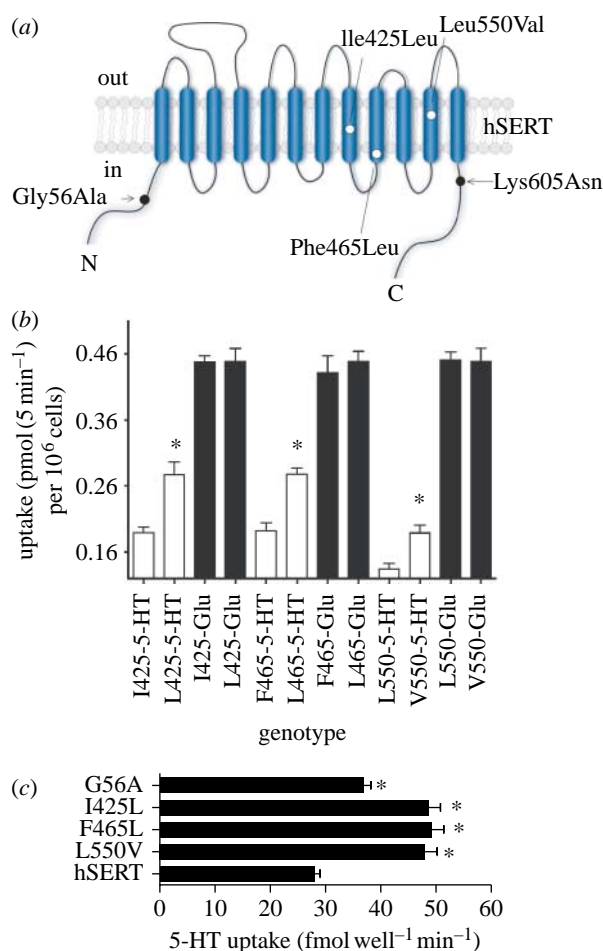 (a)
Leu550Val
Ile425Leu
out
hSERT
in
Gly56Ala
Lys605Asn
Phe465Leu
N
C
(b)
uptake (pmol (5 min⁻¹)
per 10⁶ cells)
0.46
0.36
0.26
0.16
*
*
*
I425-5-HT
L425-5-HT
I425-Glu
L425-Glu
F465-5-HT
L465-5-HT
F465-Glu
L465-Glu
L550-5-HT
V550-5-HT
L550-Glu
V550-Glu
genotype
(c)
G56A *
I425L *
F465L *
L550V *
hSERT
0 10 20 30 40 50 60
5-HT uptake (fmol well⁻¹ min⁻¹)